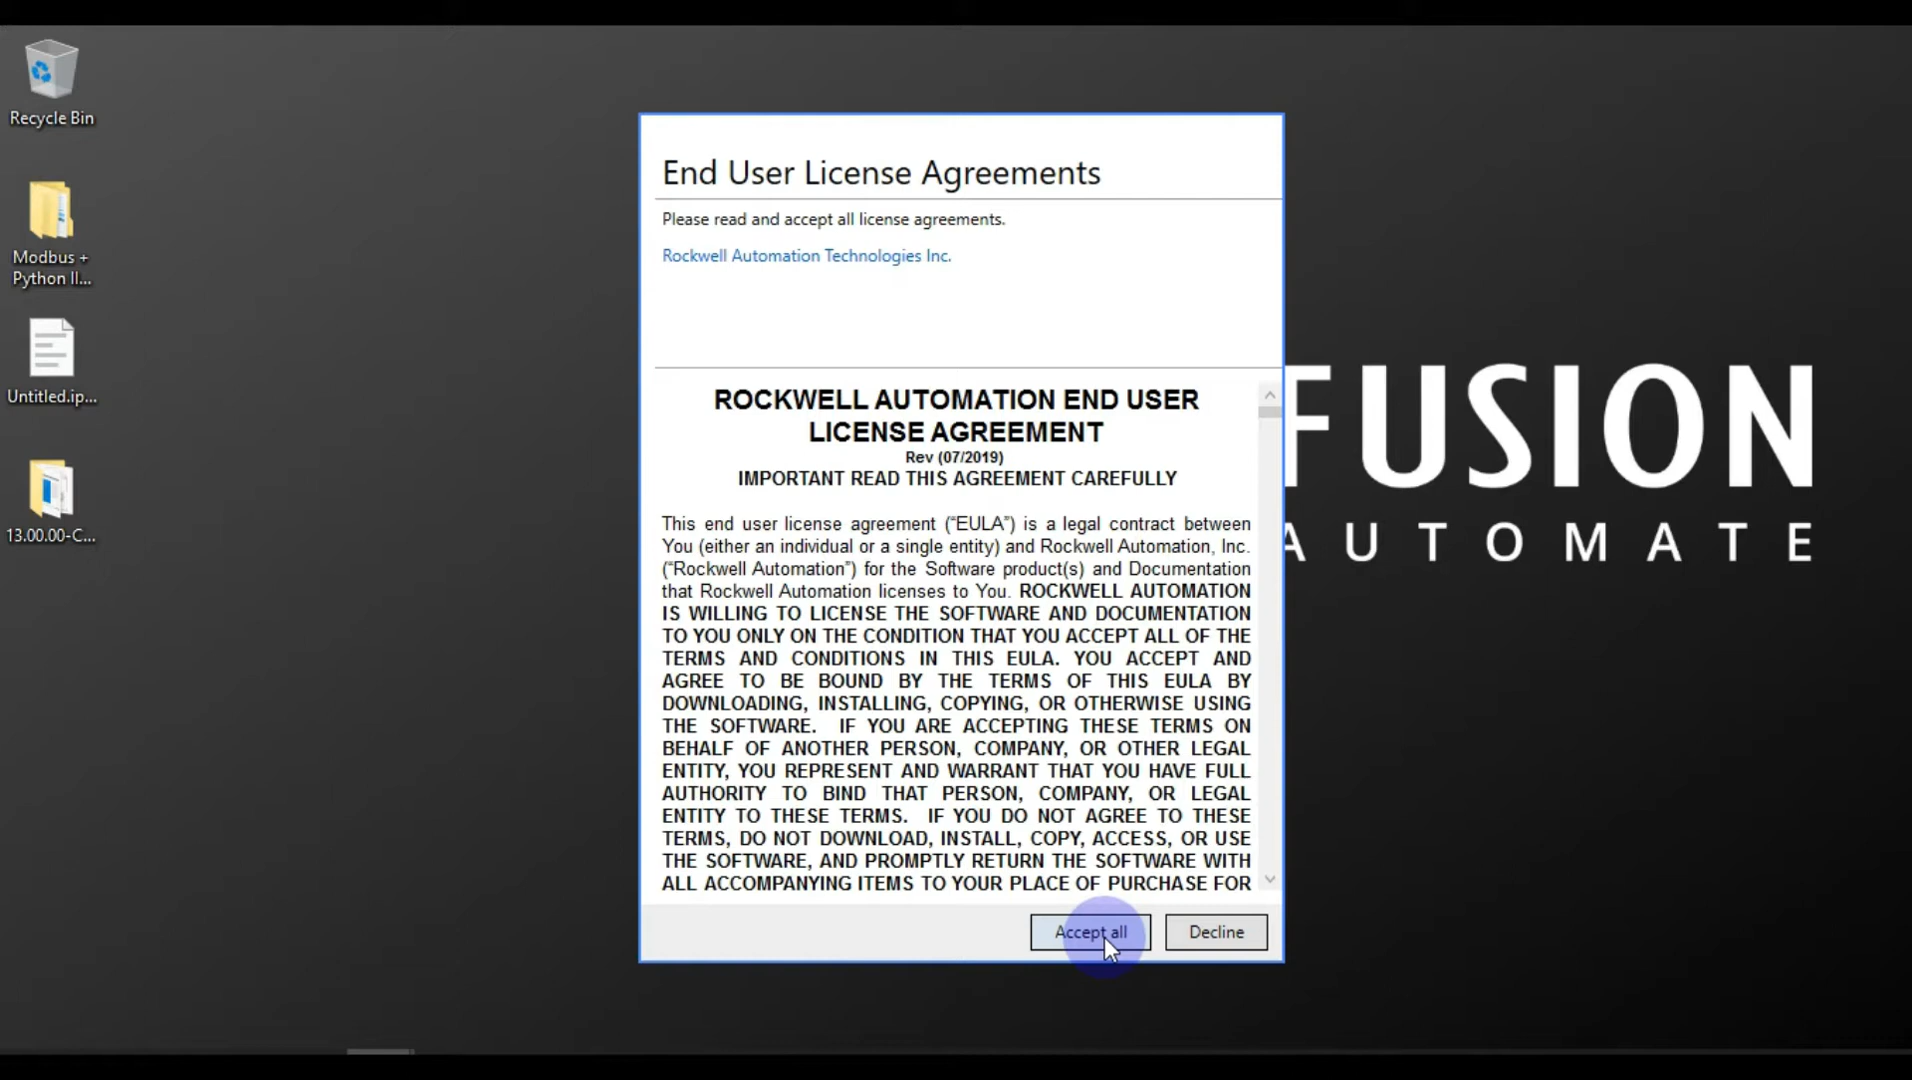 Recycle Bin
Modbus +
Python II...
Untitled.ip...
13.00.00-C...
End User License Agreements
Please read and accept all license agreements.
Rockwell Automation Technologies Inc.
ROCKWELL AUTOMATION END USER
LICENSE AGREEMENT
Rev (07/2019)
IMPORTANT READ THIS AGREEMENT CAREFULLY
This end user license agreement (“EULA”) is a legal contract between
You (either an individual or a single entity) and Rockwell Automation, Inc.
(“Rockwell Automation”) for the Software product(s) and Documentation
that Rockwell Automation licenses to You. ROCKWELL AUTOMATION
IS WILLING TO LICENSE THE SOFTWARE AND DOCUMENTATION
TO YOU ONLY ON THE CONDITION THAT YOU ACCEPT ALL OF THE
TERMS AND CONDITIONS IN THIS EULA. YOU ACCEPT AND
AGREE TO BE BOUND BY THE TERMS OF THIS EULA BY
DOWNLOADING, INSTALLING, COPYING, OR OTHERWISE USING
THE SOFTWARE. IF YOU ARE ACCEPTING THESE TERMS ON
BEHALF OF ANOTHER PERSON, COMPANY, OR OTHER LEGAL
ENTITY, YOU REPRESENT AND WARRANT THAT YOU HAVE FULL
AUTHORITY TO BIND THAT PERSON, COMPANY, OR LEGAL
ENTITY TO THESE TERMS. IF YOU DO NOT AGREE TO THESE
TERMS, DO NOT DOWNLOAD, INSTALL, COPY, ACCESS, OR USE
THE SOFTWARE, AND PROMPTLY RETURN THE SOFTWARE WITH
ALL ACCOMPANYING ITEMS TO YOUR PLACE OF PURCHASE FOR
Accept all
Decline
FUSION
AUTOMATE